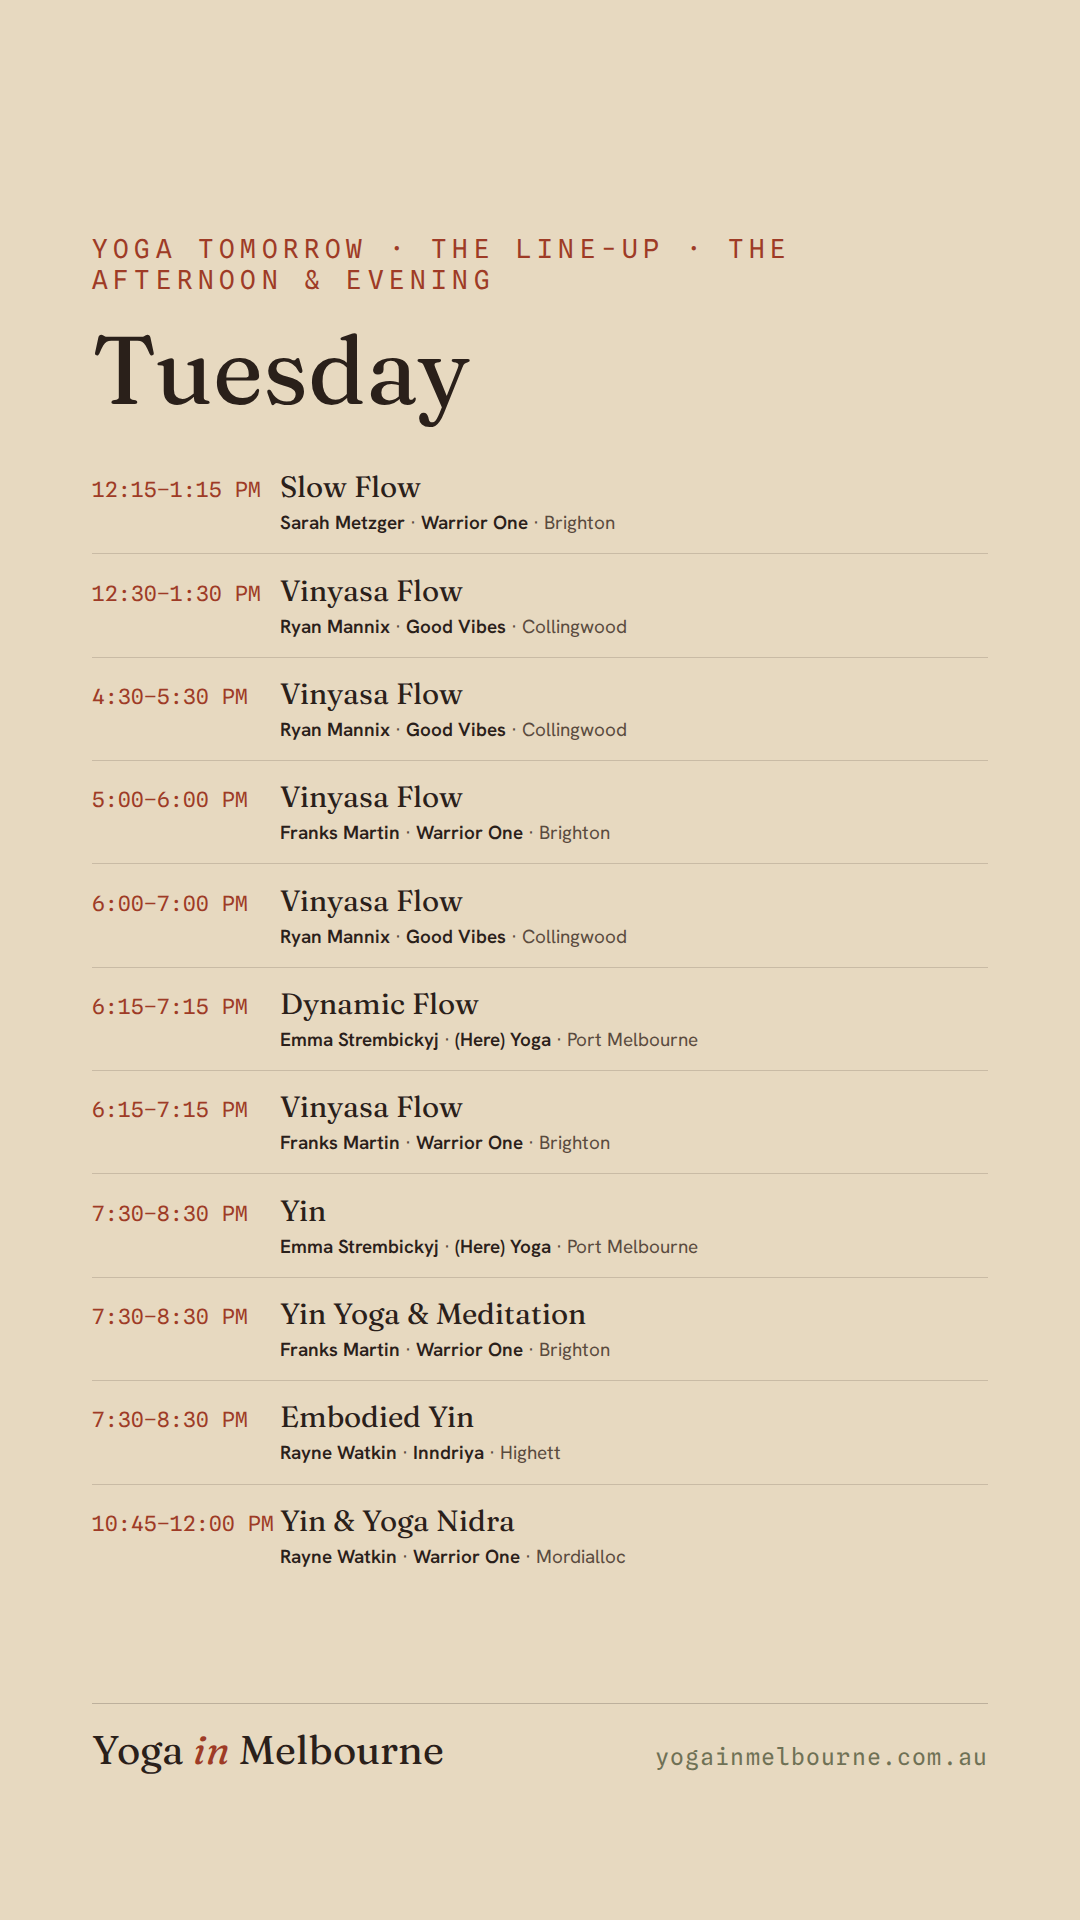 YOGA TOMORROW · THE LINE-UP · THE
AFTERNOON & EVENING
Tuesday
12:15–1:15 PM Slow Flow
Sarah Metzger · Warrior One · Brighton
12:30–1:30 PM Vinyasa Flow
Ryan Mannix · Good Vibes · Collingwood
4:30–5:30 PM Vinyasa Flow
Ryan Mannix · Good Vibes · Collingwood
5:00–6:00 PM Vinyasa Flow
Franks Martin · Warrior One · Brighton
6:00–7:00 PM Vinyasa Flow
Ryan Mannix · Good Vibes · Collingwood
6:15–7:15 PM Dynamic Flow
Emma Strembickyj · (Here) Yoga · Port Melbourne
6:15–7:15 PM Vinyasa Flow
Franks Martin · Warrior One · Brighton
7:30–8:30 PM Yin
Emma Strembickyj · (Here) Yoga · Port Melbourne
7:30–8:30 PM Yin Yoga & Meditation
Franks Martin · Warrior One · Brighton
7:30–8:30 PM Embodied Yin
Rayne Watkin · Inndriya · Highett
10:45–12:00 PM Yin & Yoga Nidra
Rayne Watkin · Warrior One · Mordialloc
Yoga in Melbourne yogainmelbourne.com.au